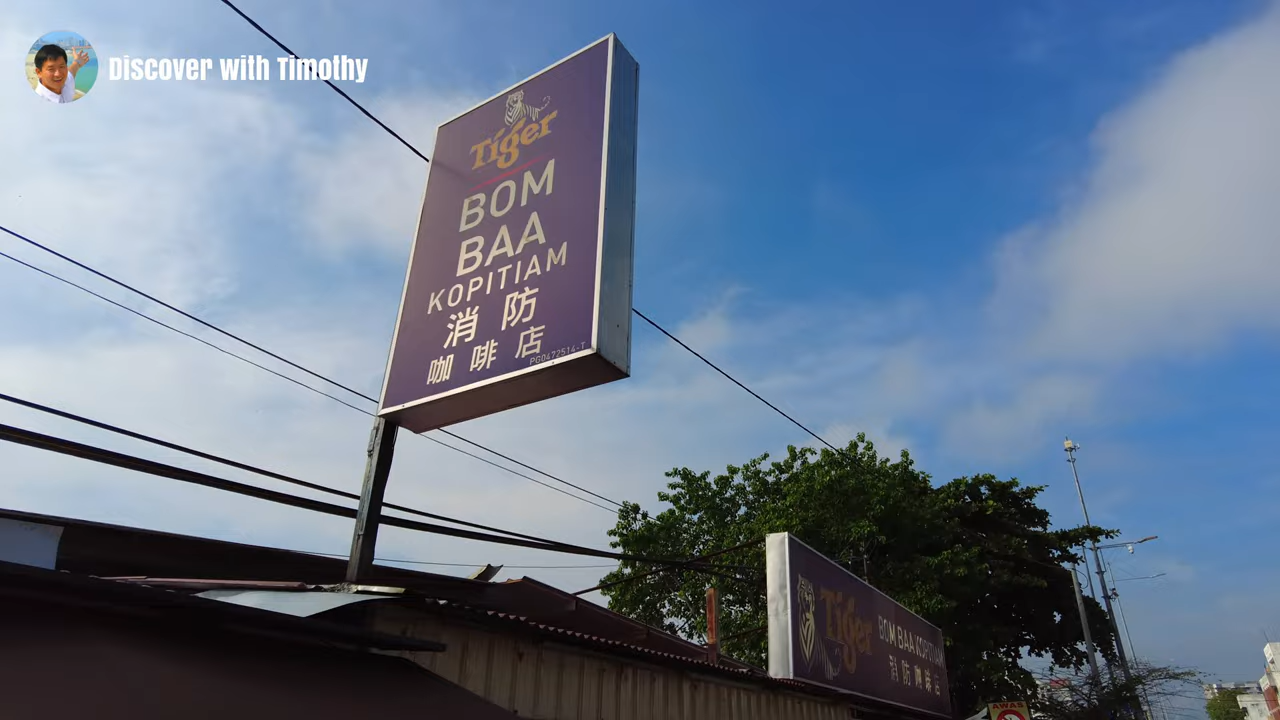 Discover with Timothy
Tiger
BOM
BAA
KOPITIAM
消防
咖啡店
PG0472514-T
Tiger
BOM BAA KOPITIAM
消防咖啡店
AWAS